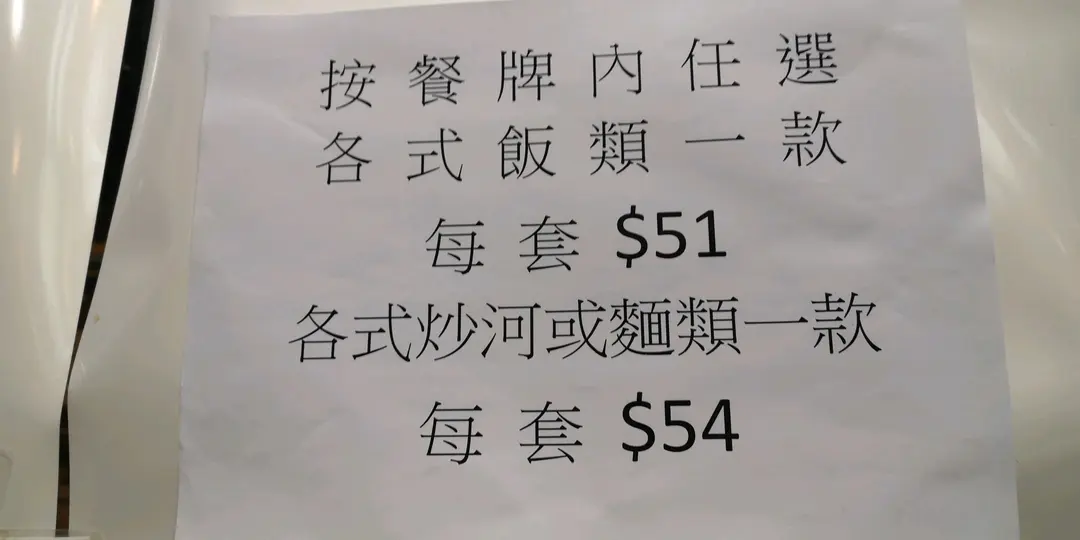 按餐牌內任選
各式飯類一款
每套 $51
各式炒河或麵類一款
每套 $54